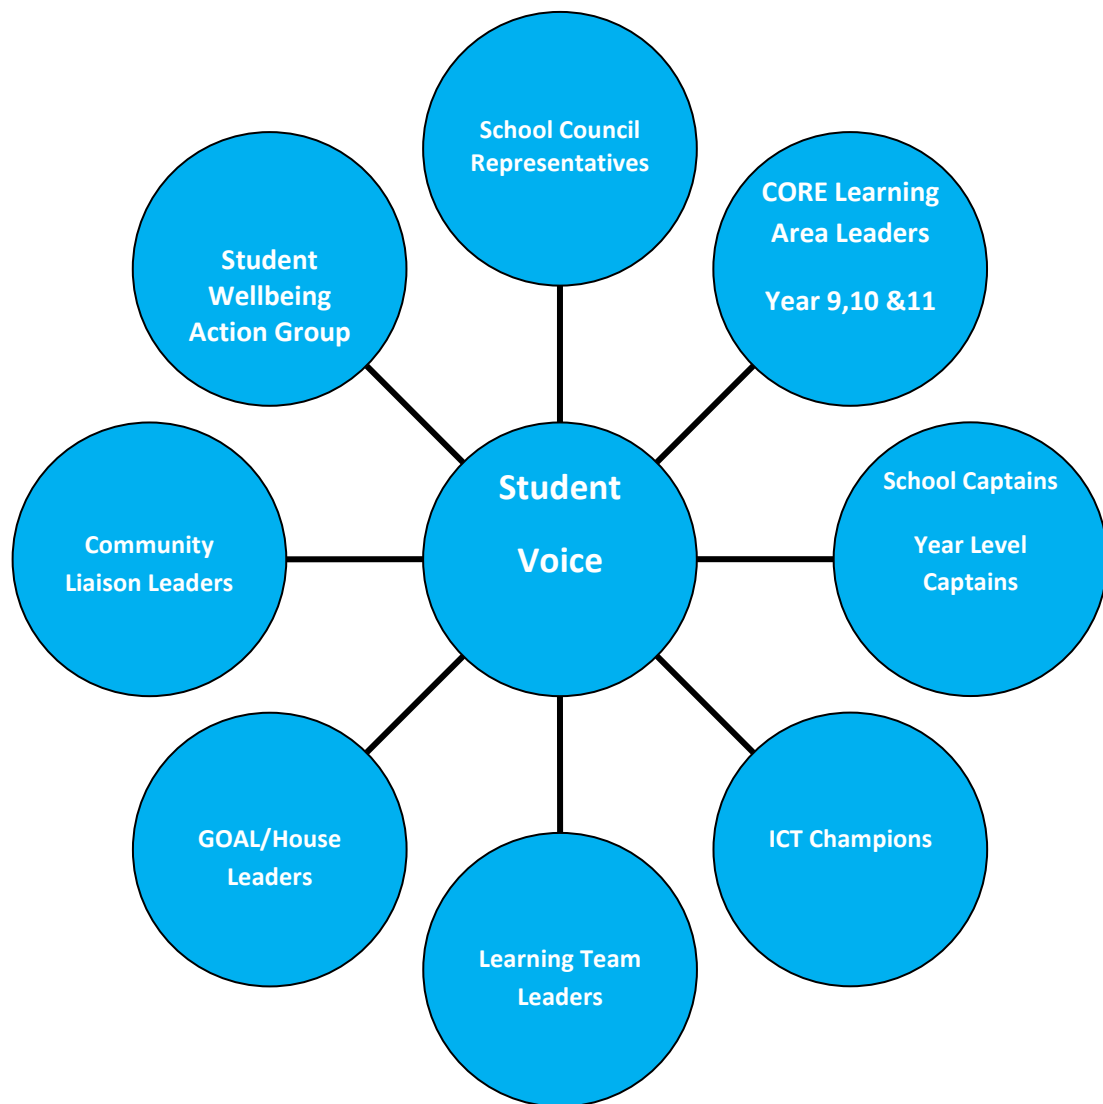 School Council
Representatives
CORE Learning
Area Leaders
Year 9,10 &11
Student
Wellbeing
Action Group
School Captains
Year Level
Captains
Student
Voice
Community
Liaison Leaders
GOAL/House
Leaders
ICT Champions
Learning Team
Leaders